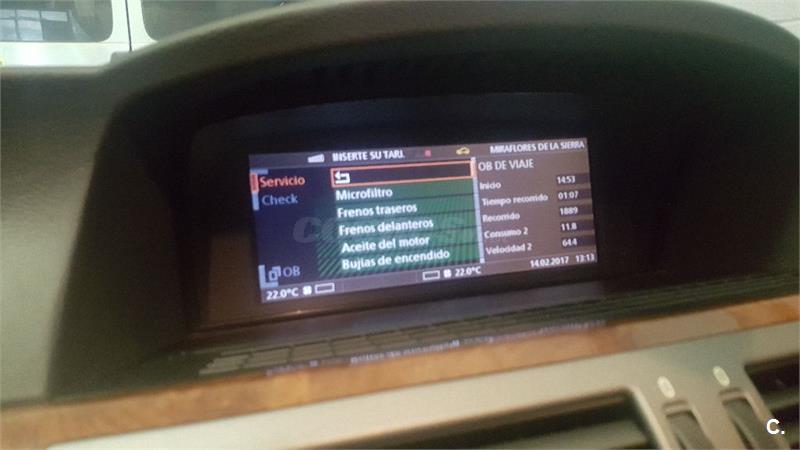 INSERTE SU TARJ.
MIRAFLORES DE LA SIERRA
Servicio
Check
Microfiltro
Frenos traseros
Frenos delanteros
Aceite del motor
Bujias de encendido
OB DE VIAJE
Inicio 14:53
Tiempo recorrido 01:07
Recorrido 1889
Consumo 2 11.8
Velocidad 2 64.4
OB
22.0°C
22.0°C
14.02.2017 13:13
C.